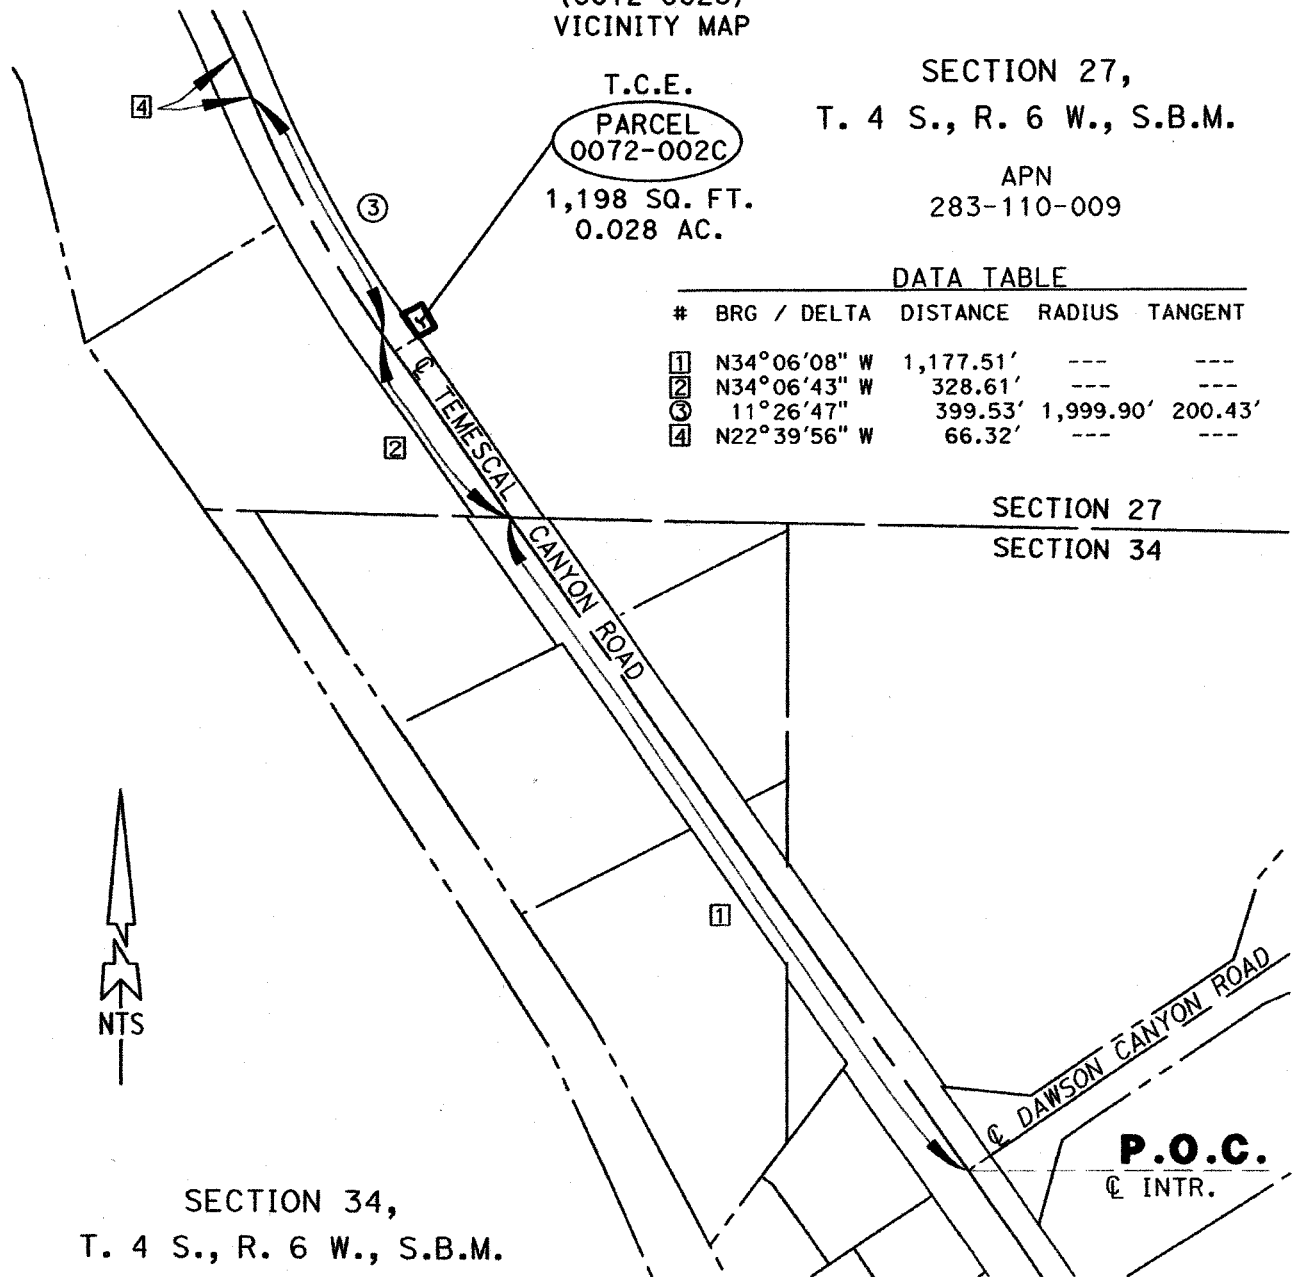 VICINITY MAP
T.C.E.
PARCEL
0072-002C
1,198 SQ. FT.
0.028 AC.
SECTION 27,
T. 4 S., R. 6 W., S.B.M.
APN
283-110-009
DATA TABLE
# BRG / DELTA DISTANCE RADIUS TANGENT
1 N34°06'08" W 1,177.51' --- ---
2 N34°06'43" W 328.61' --- ---
3 11°26'47" 399.53' 1,999.90' 200.43'
4 N22°39'56" W 66.32' --- ---
4
3
2
℄ TEMESCAL CANYON ROAD
SECTION 27
SECTION 34
1
NTS
℄ DAWSON CANYON ROAD
P.O.C.
℄ INTR.
SECTION 34,
T. 4 S., R. 6 W., S.B.M.